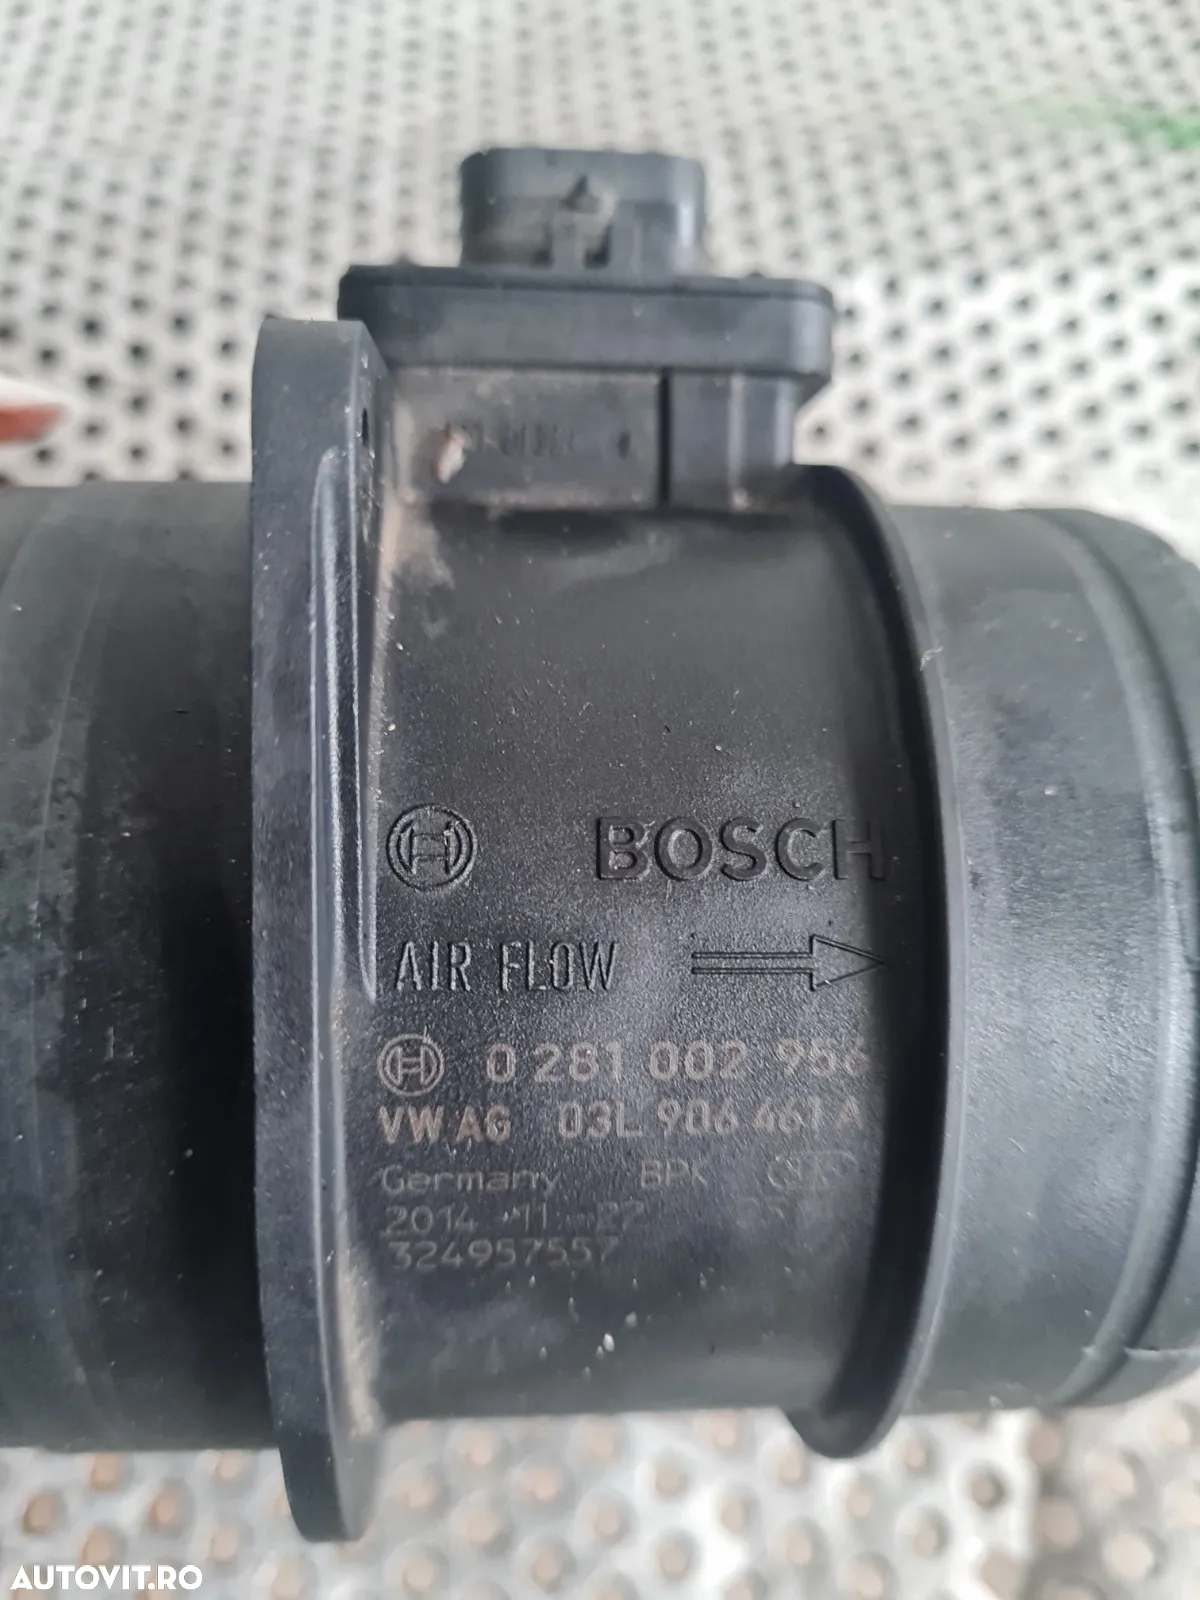 BOSCH
AIR FLOW
0 281 002 956
VW AG 03L 906 461 A
Germany BPK
2014 11 27
324957557
AUTOVIT.RO